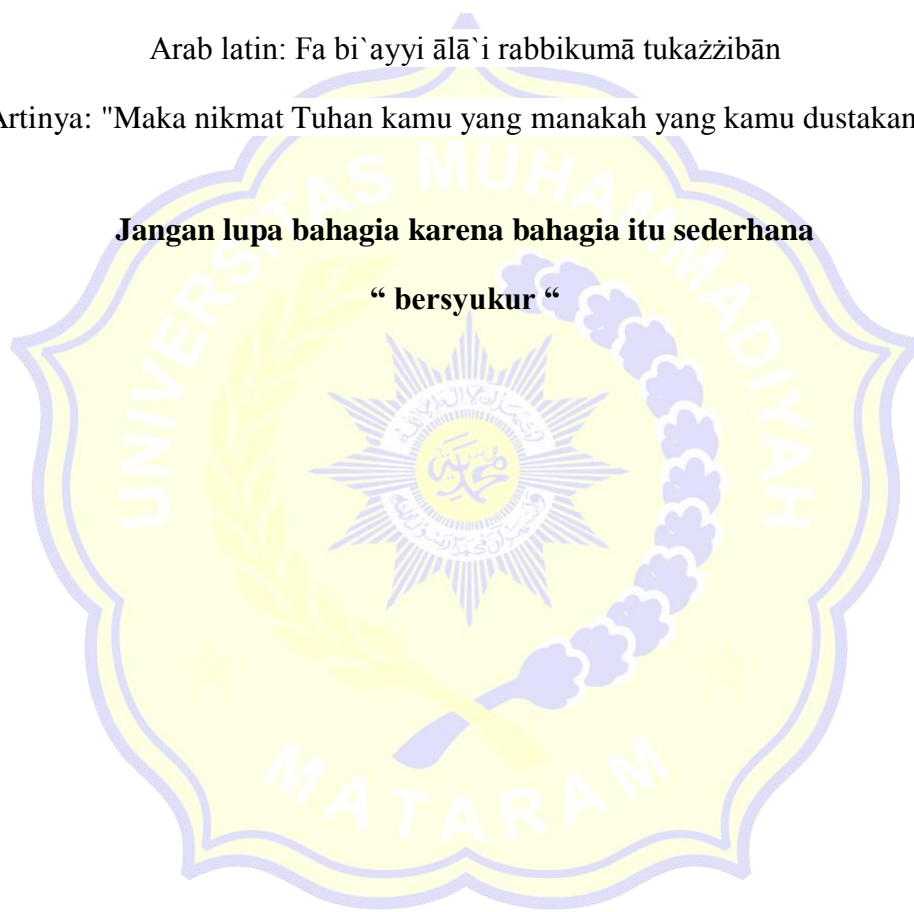 Arab latin: Fa bi`ayyi ālā`i rabbikumā tukażżibān
Artinya: "Maka nikmat Tuhan kamu yang manakah yang kamu dustakan
Jangan lupa bahagia karena bahagia itu sederhana
“ bersyukur “
UNIVERSITAS MUHAMMADIYAH
MATARAM